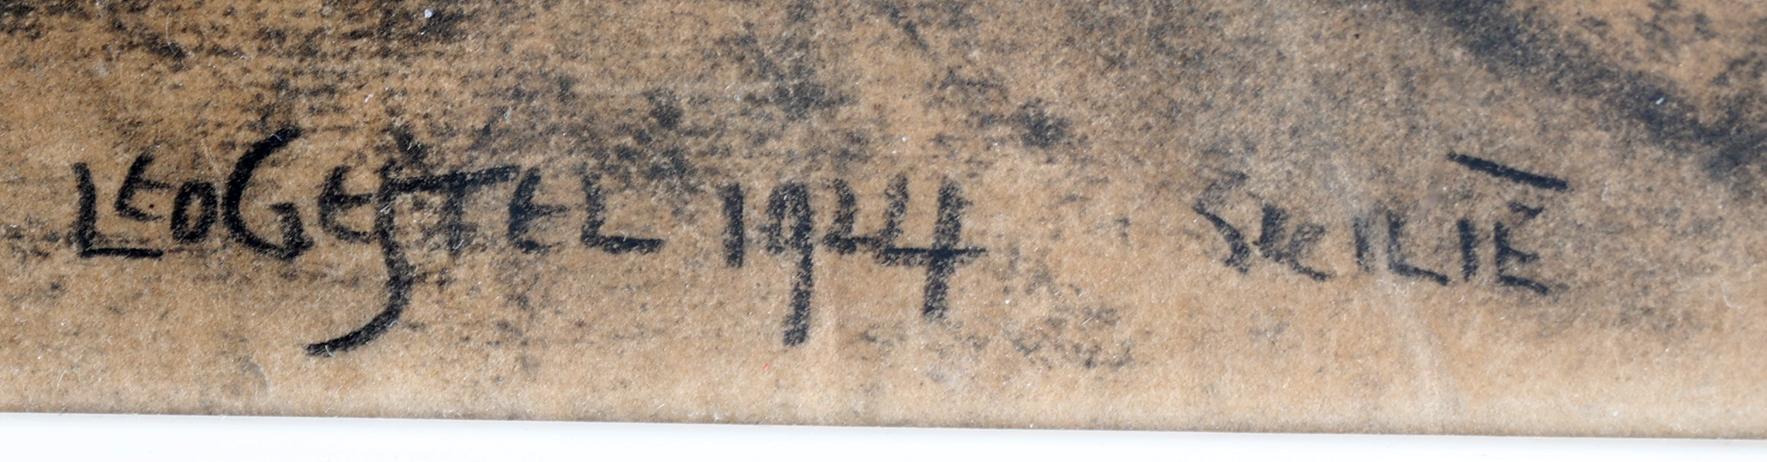 LEO GESTEL 1924 SICILIË